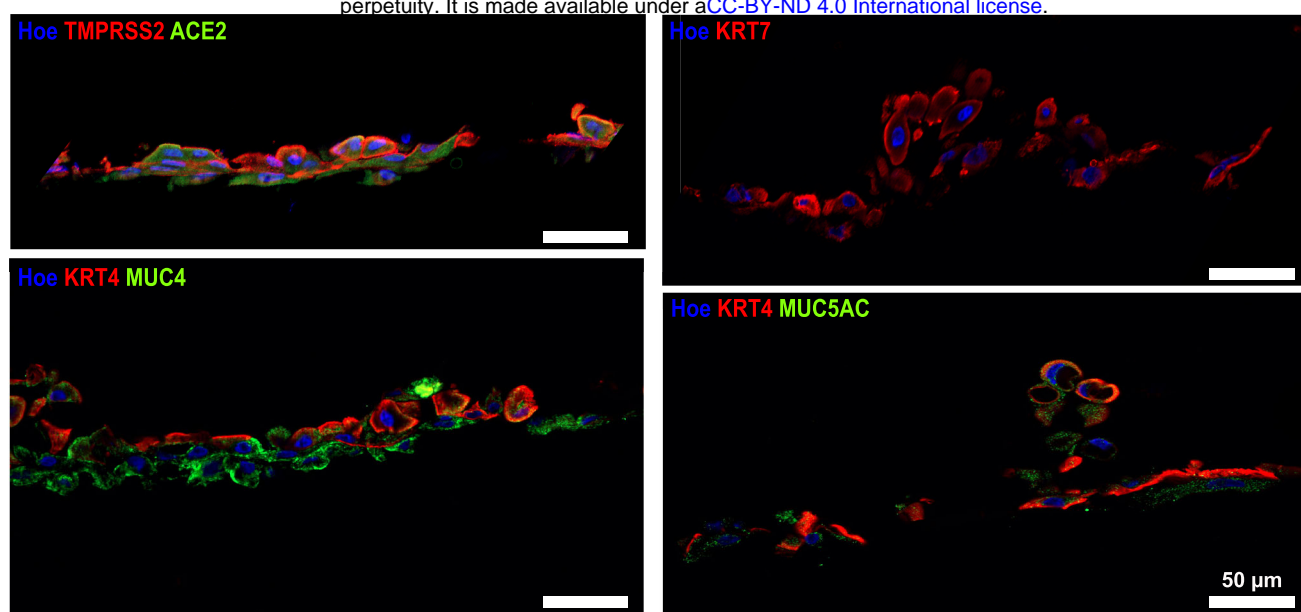 perpetuity. It is made available under aCC-BY-ND 4.0 International license.
Hoe TMPRSS2 ACE2
Hoe KRT7
Hoe KRT4 MUC4
Hoe KRT4 MUC5AC
50 µm